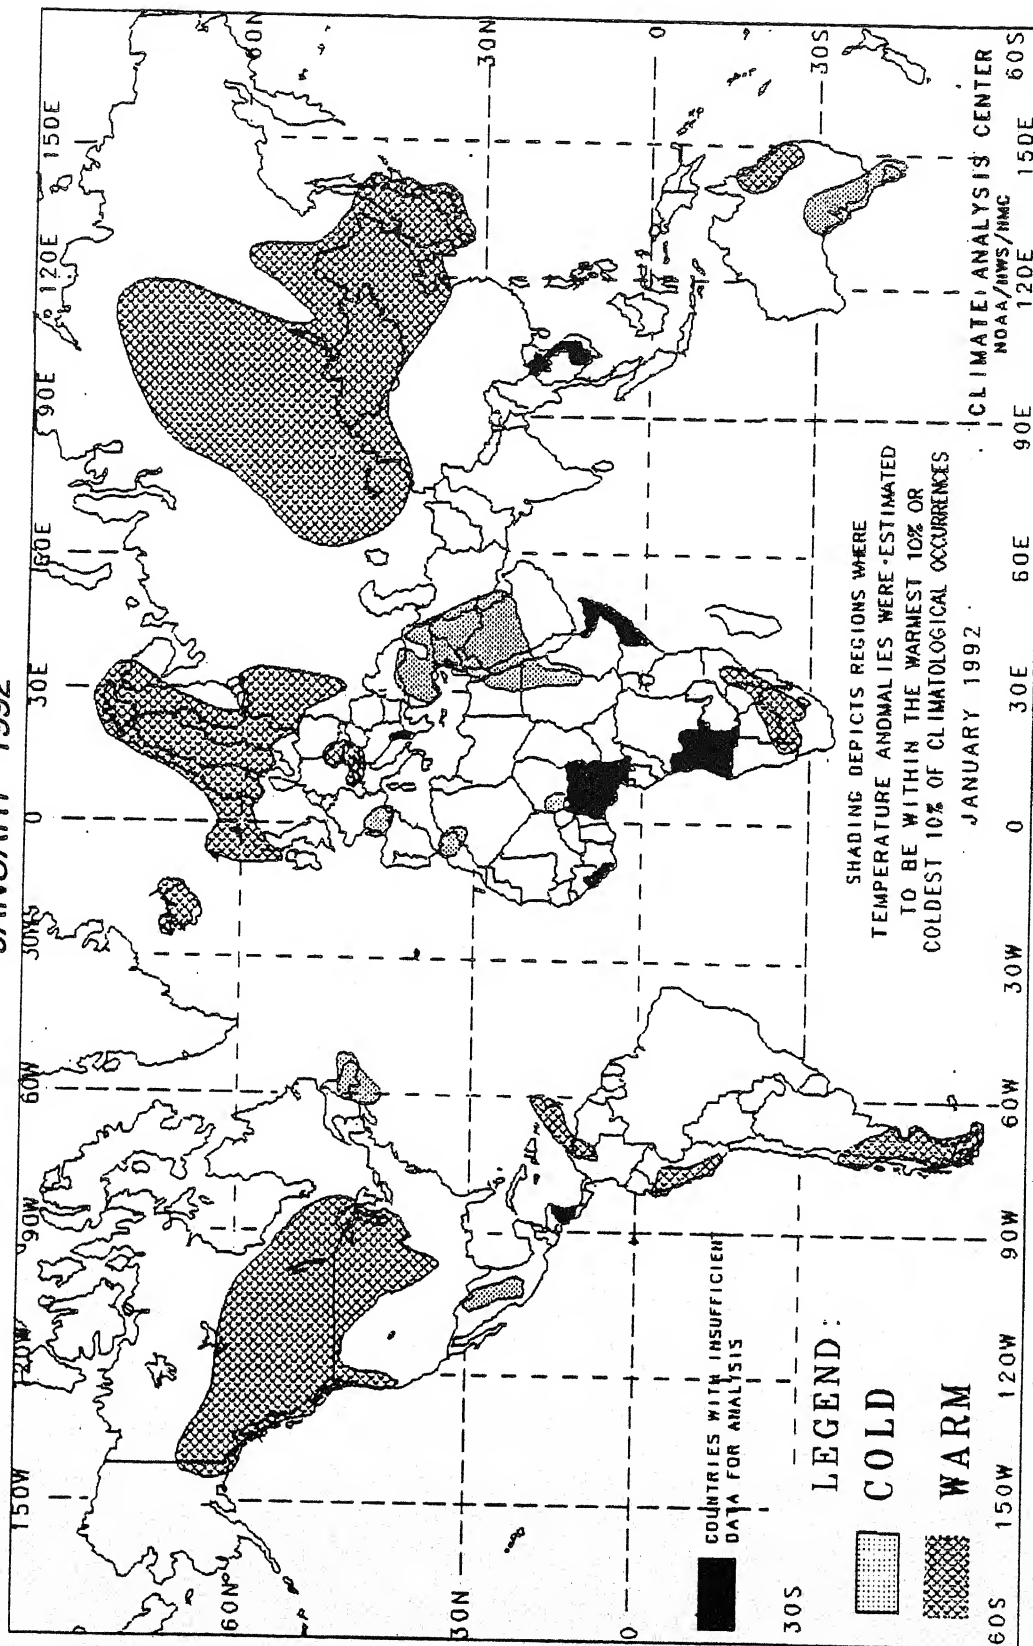 JANUARY 1992
150W 120W 90W 60W 30W 0 30E 60E 90E 120E 150E
60N 60N
30N 30N
0 0
30S 30S
60S 60S
COUNTRIES WITH INSUFFICIENT
DATA FOR ANALYSIS
LEGEND:
COLD
WARM
SHADING DEPICTS REGIONS WHERE
TEMPERATURE ANOMALIES WERE ESTIMATED
TO BE WITHIN THE WARMEST 10% OR
COLDEST 10% OF CLIMATOLOGICAL OCCURRENCES
JANUARY 1992
CLIMATE ANALYSIS CENTER
NOAA/NWS/NMC
150W 120W 90W 60W 30W 0 30E 60E 90E 120E 150E